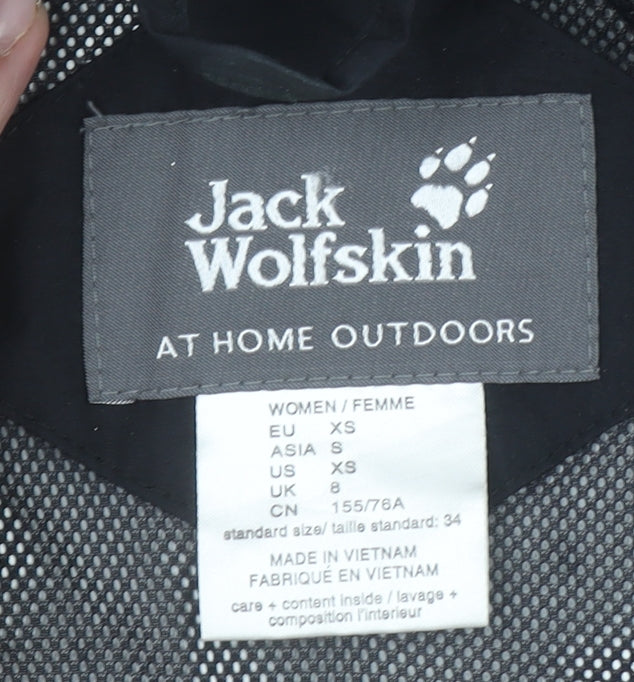 Jack
Wolfskin
AT HOME OUTDOORS
WOMEN / FEMME
EU XS
ASIA S
US XS
UK 8
CN 155/76A
standard size/ taille standard: 34
MADE IN VIETNAM
FABRIQUÉ EN VIETNAM
care + content inside / lavage +
composition l'interieur